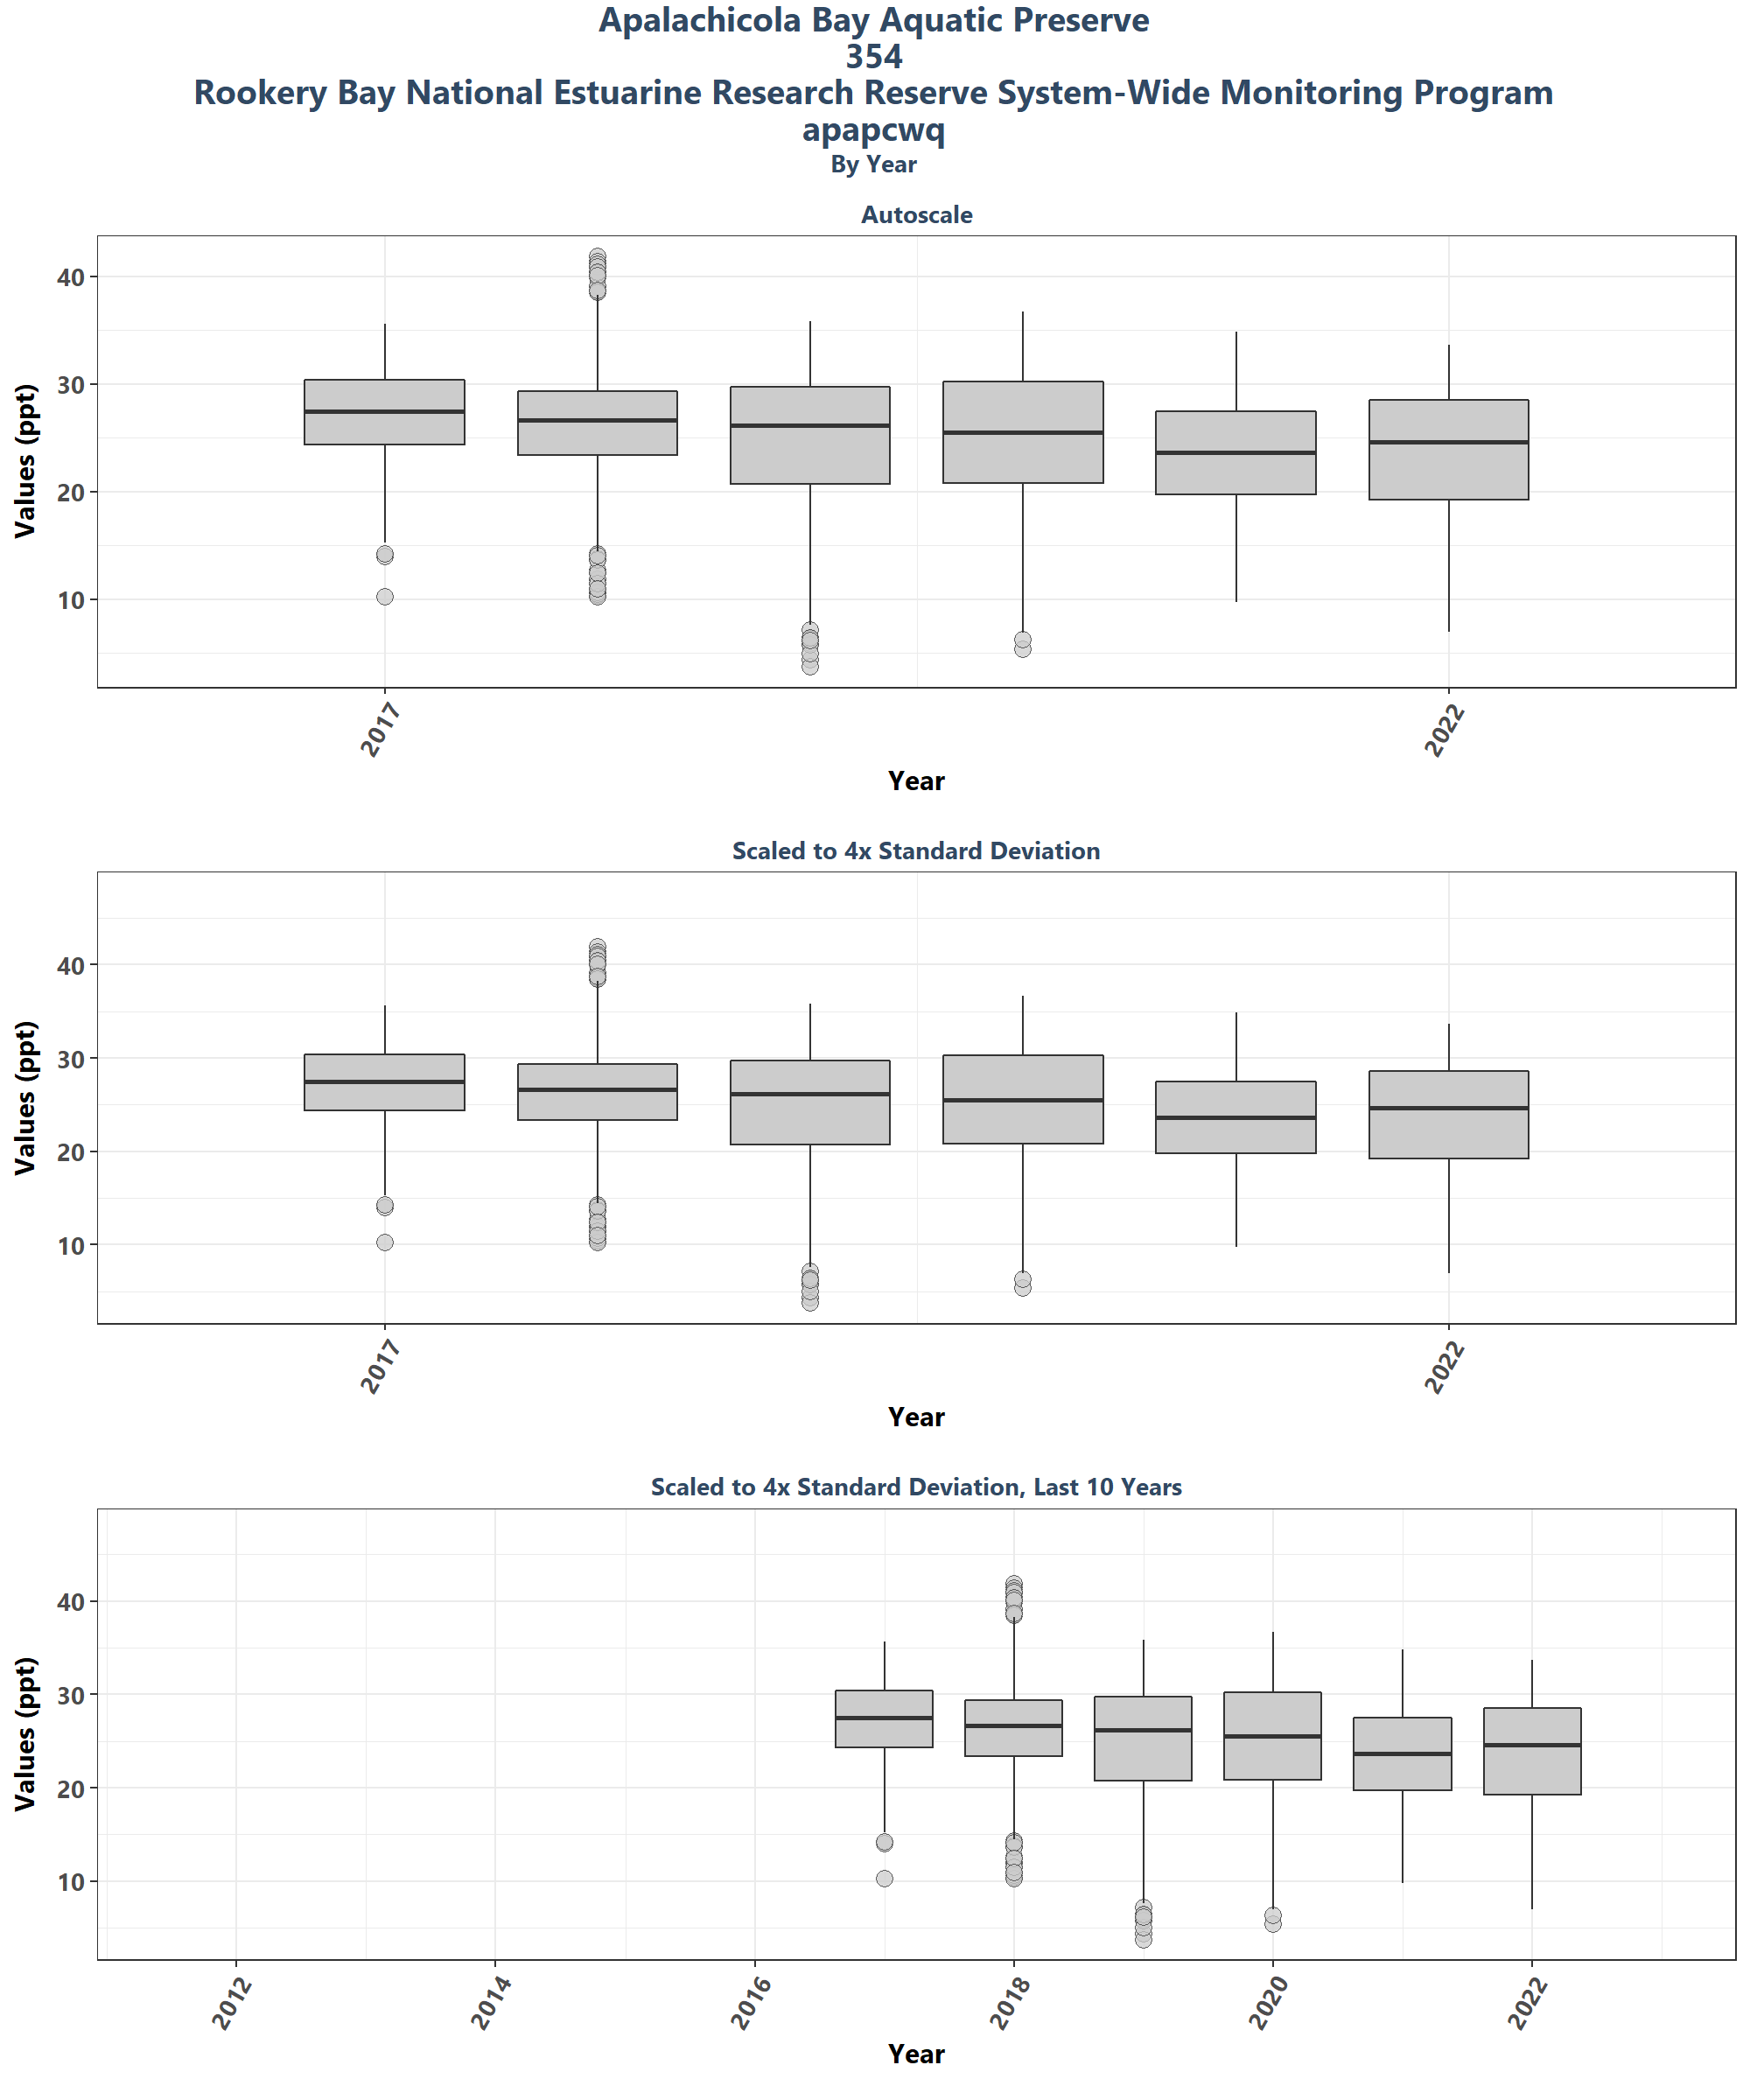 Apalachicola Bay Aquatic Preserve
354
Rookery Bay National Estuarine Research Reserve System-Wide Monitoring Program
apapcwq
By Year
Autoscale
Values (ppt)
40
30
20
10
2017
2022
Year
Scaled to 4x Standard Deviation
Values (ppt)
40
30
20
10
2017
2022
Year
Scaled to 4x Standard Deviation, Last 10 Years
Values (ppt)
40
30
20
10
2012
2014
2016
2018
2020
2022
Year